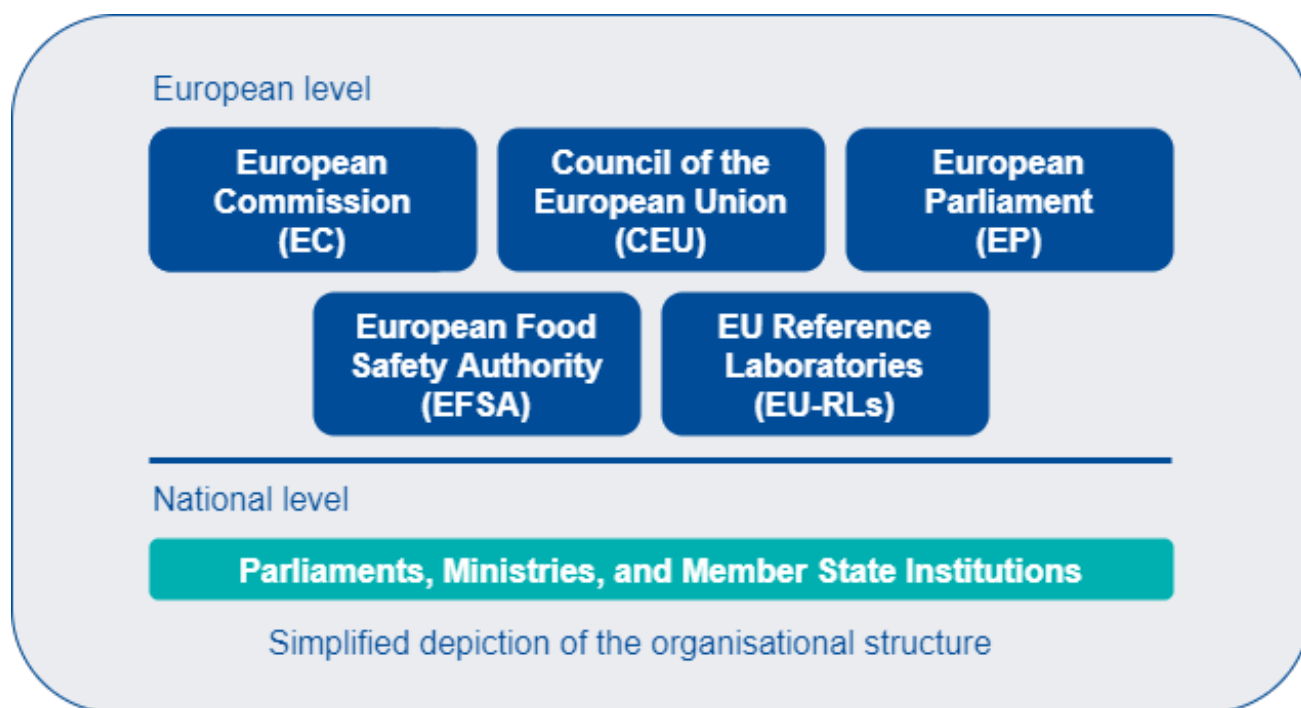 European level
European
Commission
(EC)
Council of the
European Union
(CEU)
European
Parliament
(EP)
European Food
Safety Authority
(EFSA)
EU Reference
Laboratories
(EU-RLs)
National level
Parliaments, Ministries, and Member State Institutions
Simplified depiction of the organisational structure